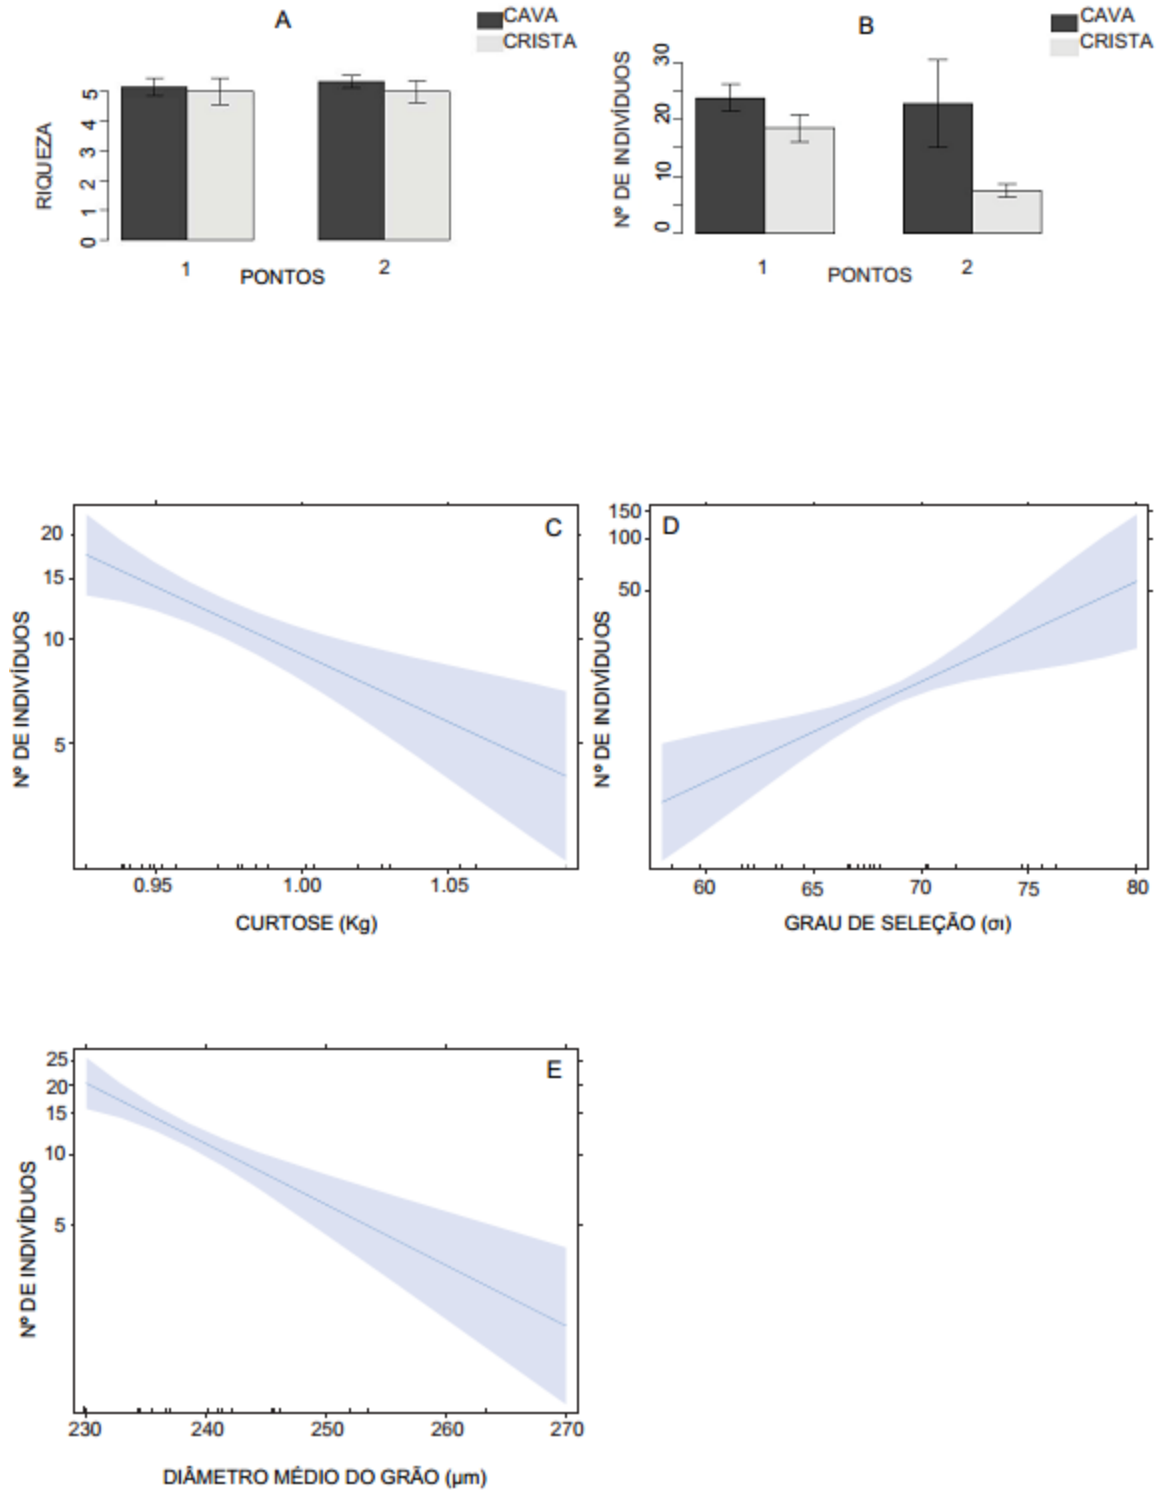 A
CAVA
CRISTA
RIQUEZA
0 1 2 3 4 5
1 2
PONTOS
B
CAVA
CRISTA
Nº DE INDIVÍDUOS
0 10 20 30
1 2
PONTOS
C
Nº DE INDIVÍDUOS
20
15
10
5
0.95 1.00 1.05
CURTOSE (Kg)
D
Nº DE INDIVÍDUOS
150
100
50
60 65 70 75 80
GRAU DE SELEÇÃO (σı)
E
Nº DE INDIVÍDUOS
25
20
15
10
5
230 240 250 260 270
DIÂMETRO MÉDIO DO GRÃO (µm)